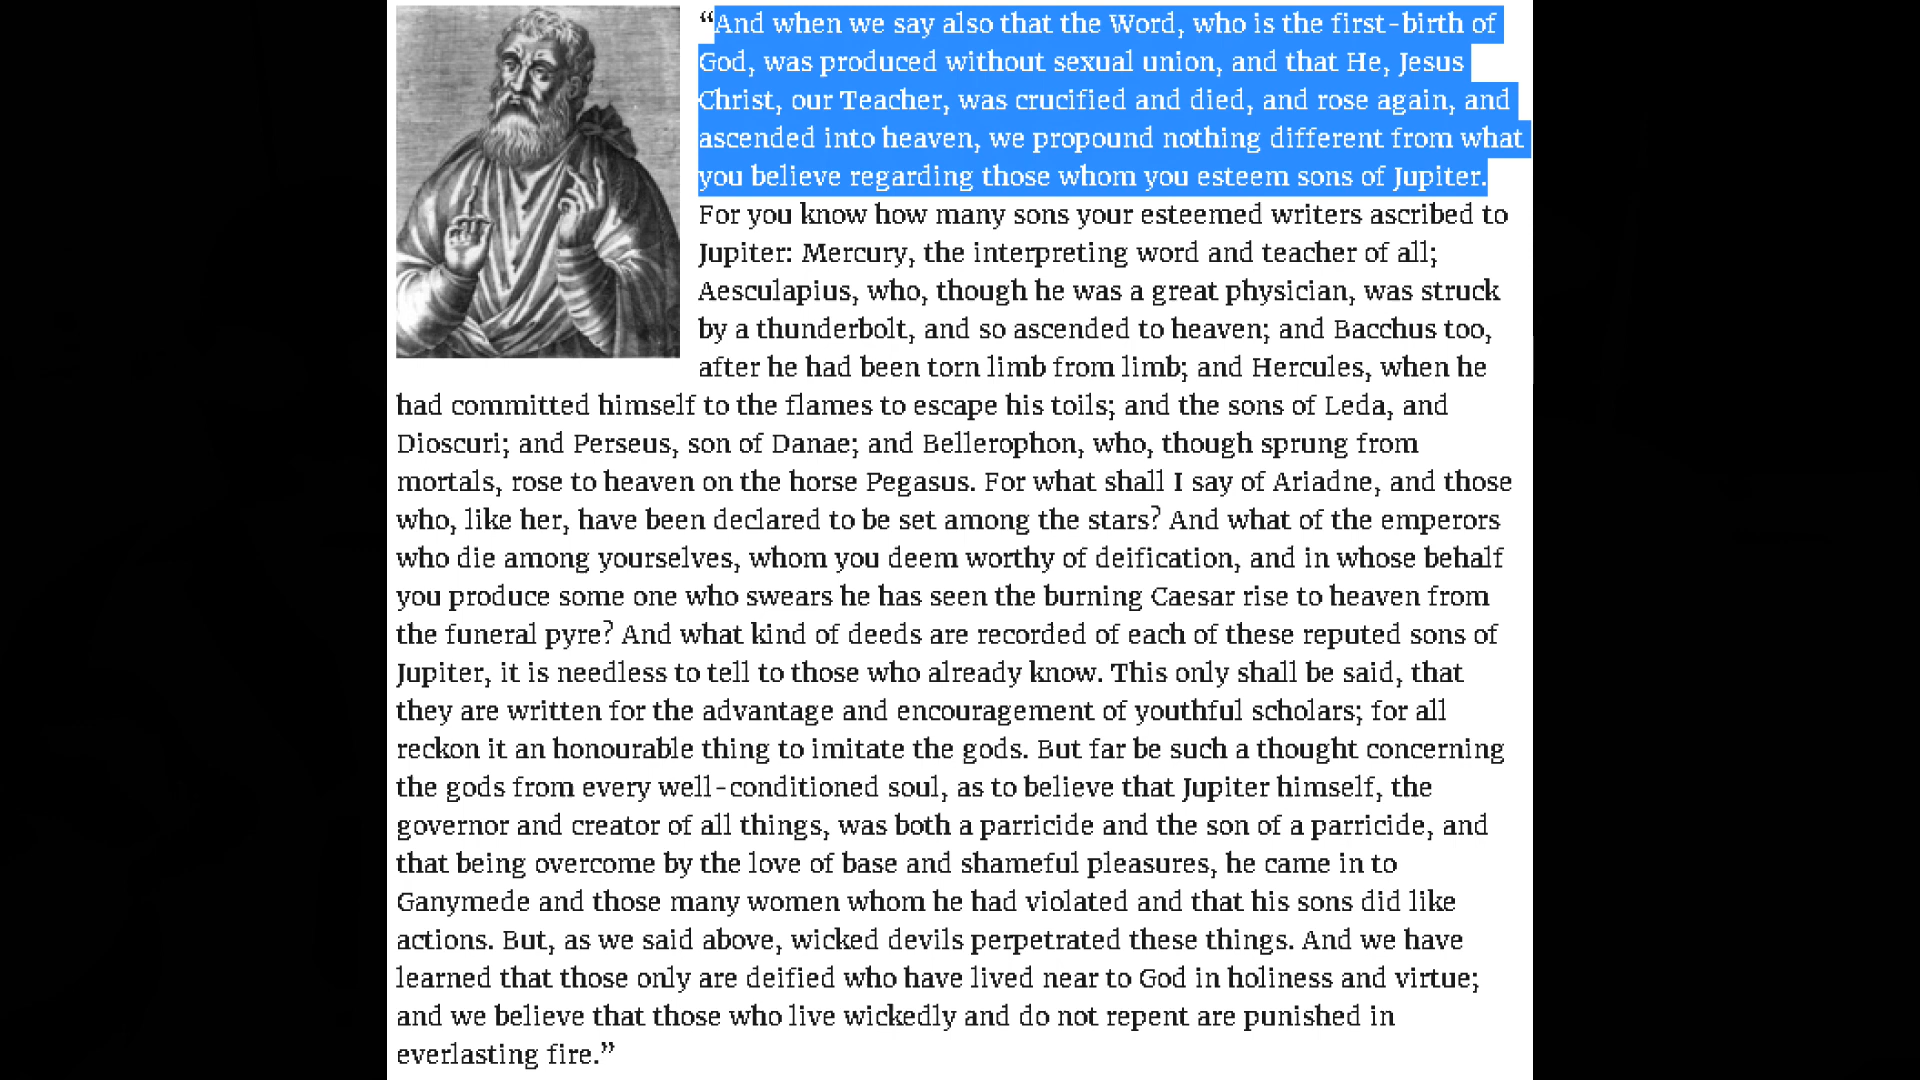 “And when we say also that the Word, who is the first-birth of
God, was produced without sexual union, and that He, Jesus
Christ, our Teacher, was crucified and died, and rose again, and
ascended into heaven, we propound nothing different from what
you believe regarding those whom you esteem sons of Jupiter.
For you know how many sons your esteemed writers ascribed to
Jupiter: Mercury, the interpreting word and teacher of all;
Aesculapius, who, though he was a great physician, was struck
by a thunderbolt, and so ascended to heaven; and Bacchus too,
after he had been torn limb from limb; and Hercules, when he
had committed himself to the flames to escape his toils; and the sons of Leda, and
Dioscuri; and Perseus, son of Danae; and Bellerophon, who, though sprung from
mortals, rose to heaven on the horse Pegasus. For what shall I say of Ariadne, and those
who, like her, have been declared to be set among the stars? And what of the emperors
who die among yourselves, whom you deem worthy of deification, and in whose behalf
you produce some one who swears he has seen the burning Caesar rise to heaven from
the funeral pyre? And what kind of deeds are recorded of each of these reputed sons of
Jupiter, it is needless to tell to those who already know. This only shall be said, that
they are written for the advantage and encouragement of youthful scholars; for all
reckon it an honourable thing to imitate the gods. But far be such a thought concerning
the gods from every well-conditioned soul, as to believe that Jupiter himself, the
governor and creator of all things, was both a parricide and the son of a parricide, and
that being overcome by the love of base and shameful pleasures, he came in to
Ganymede and those many women whom he had violated and that his sons did like
actions. But, as we said above, wicked devils perpetrated these things. And we have
learned that those only are deified who have lived near to God in holiness and virtue;
and we believe that those who live wickedly and do not repent are punished in
everlasting fire.”